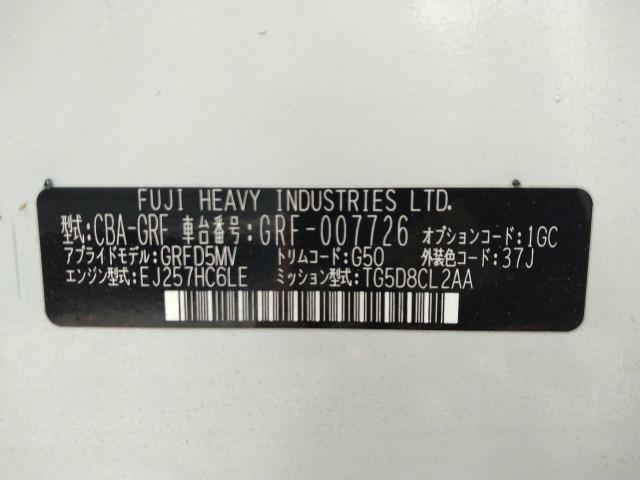 FUJI HEAVY INDUSTRIES LTD.
型式:CBA-GRF 車台番号:GRF-007726 オプションコード:1GC
アプライドモデル:GRFD5MV トリムコード:G50 外装色コード:37J
エンジン型式:EJ257HC6LE ミッション型式:TG5D8CL2AA